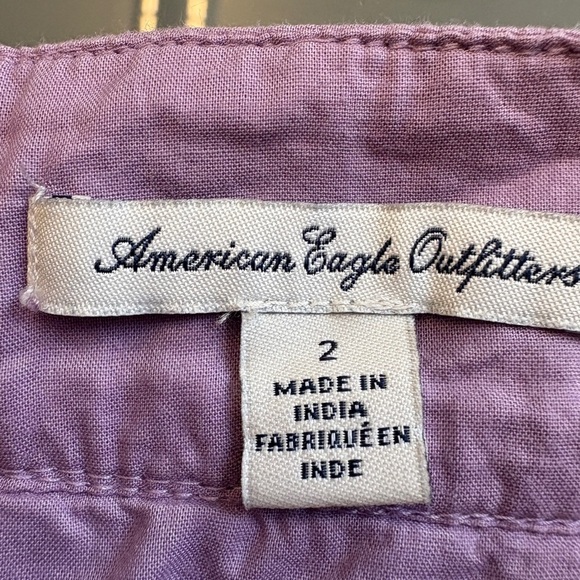 American Eagle Outfitters
2
MADE IN
INDIA
FABRIQUÉ EN
INDE